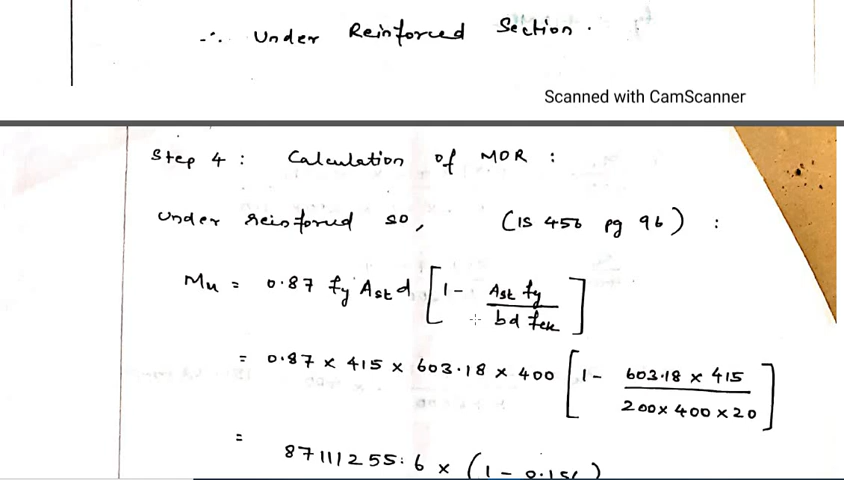 ∴ Under Reinforced Section.
Scanned with CamScanner
Step 4 : Calculation of MOR :
Under reinforced so, (IS 456 pg 96) :
Mu = 0.87 fy Ast d [1 - Ast fy / bd fck]
= 0.87 x 415 x 603.18 x 400 [1 - 603.18 x 415 / 200 x 400 x 20]
= 87111255.6 x (1 - 0.156)